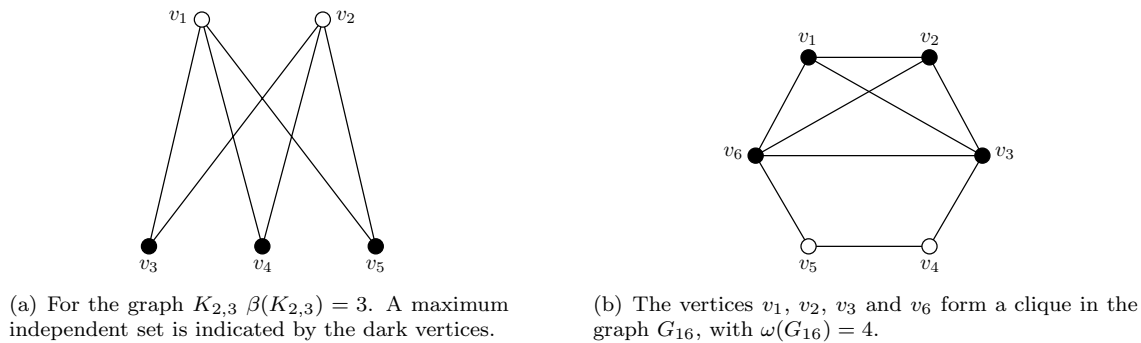 v₁
v₂
v₃
v₄
v₅
v₁
v₂
v₆
v₃
v₅
v₄
(a) For the graph K₂,₃ β(K₂,₃) = 3. A maximum
independent set is indicated by the dark vertices.
(b) The vertices v₁, v₂, v₃ and v₆ form a clique in the
graph G₁₆, with ω(G₁₆) = 4.